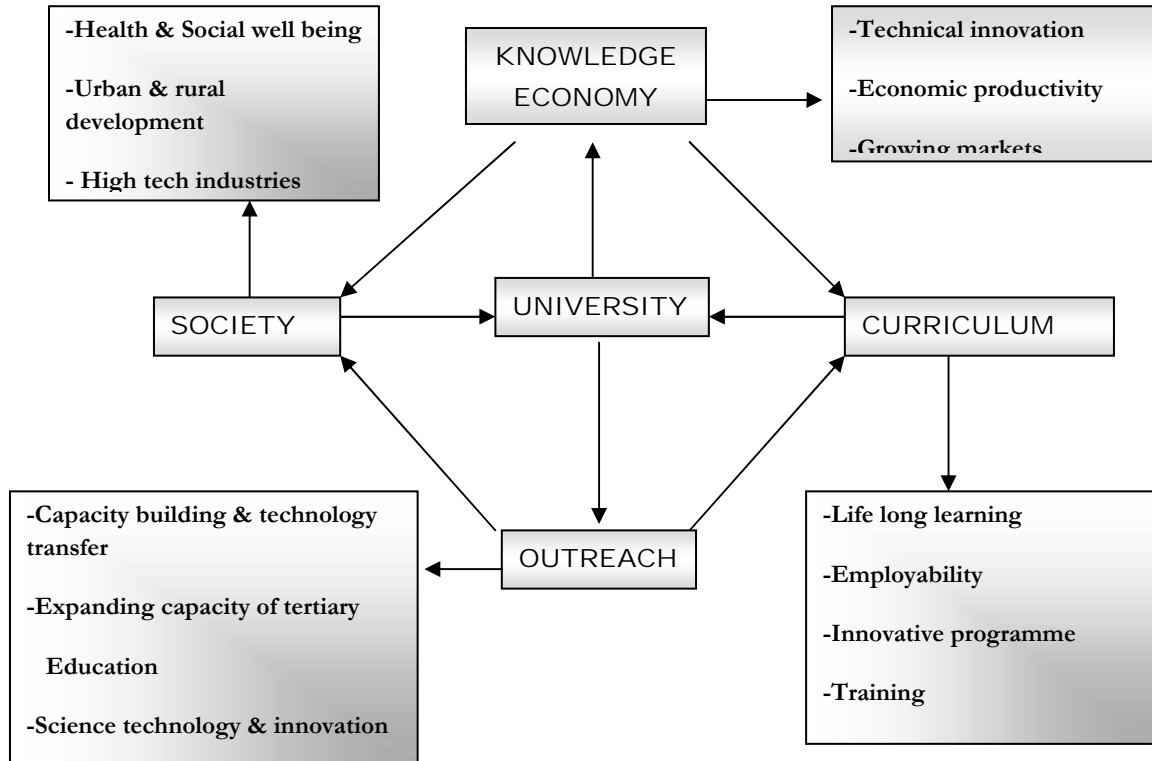 -Health & Social well being
-Urban & rural
development
- High tech industries
KNOWLEDGE
ECONOMY
-Technical innovation
-Economic productivity
-Growing markets
SOCIETY
UNIVERSITY
CURRICULUM
-Capacity building & technology
transfer
-Expanding capacity of tertiary
Education
-Science technology & innovation
OUTREACH
-Life long learning
-Employability
-Innovative programme
-Training